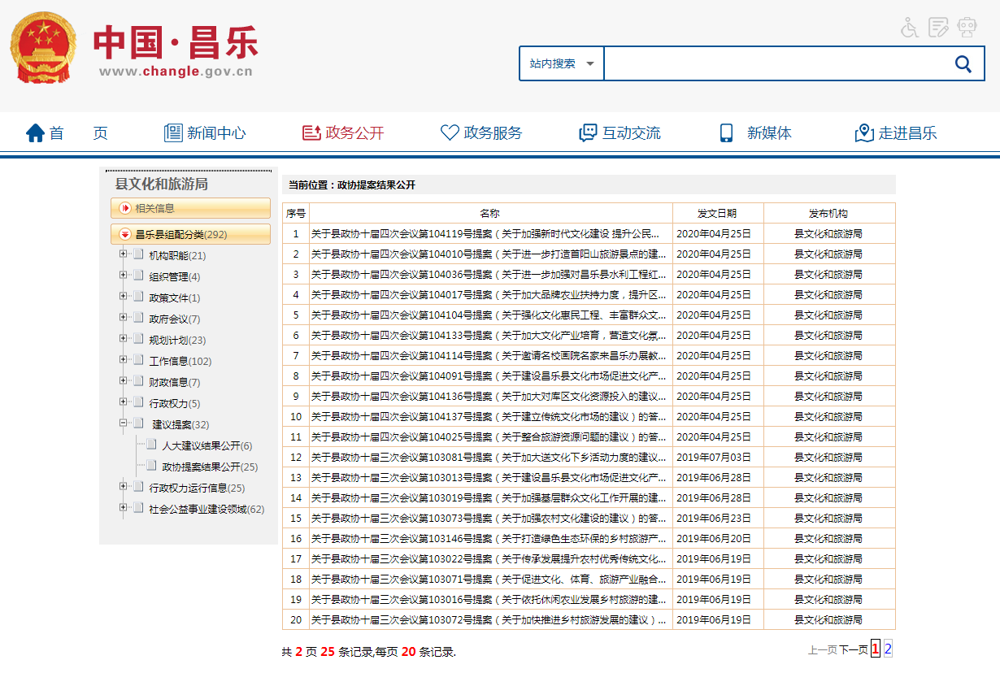 中国·昌乐
www.changle.gov.cn
站内搜索
首 页 新闻中心 政务公开 政务服务 互动交流 新媒体 走进昌乐
县文化和旅游局
相关信息
昌乐县组配分类(292)
机构职能(21)
组织管理(4)
政策文件(1)
政府会议(7)
规划计划(23)
工作信息(102)
财政信息(7)
行政权力(5)
建议提案(32)
人大建议结果公开(6)
政协提案结果公开(25)
行政权力运行信息(25)
社会公益事业建设领域(62)
当前位置：政协提案结果公开
序号 名称 发文日期 发布机构
1 关于县政协十届四次会议第104119号提案（关于加强新时代文化建设 提升公民... 2020年04月25日 县文化和旅游局
2 关于县政协十届四次会议第104010号提案（关于进一步打造首阳山旅游景点的建... 2020年04月25日 县文化和旅游局
3 关于县政协十届四次会议第104036号提案（关于进一步加强对昌乐县水利工程红... 2020年04月25日 县文化和旅游局
4 关于县政协十届四次会议第104017号提案（关于加大品牌农业扶持力度，提升区... 2020年04月25日 县文化和旅游局
5 关于县政协十届四次会议第104104号提案（关于强化文化惠民工程、丰富群众文... 2020年04月25日 县文化和旅游局
6 关于县政协十届四次会议第104133号提案（关于加大文化产业培育，营造文化氛... 2020年04月25日 县文化和旅游局
7 关于县政协十届四次会议第104114号提案（关于邀请名校画院名家来昌乐办展教... 2020年04月25日 县文化和旅游局
8 关于县政协十届四次会议第104091号提案（关于建设昌乐县文化市场促进文化产... 2020年04月25日 县文化和旅游局
9 关于县政协十届四次会议第104136号提案（关于加大对库区文化资源投入的建议... 2020年04月25日 县文化和旅游局
10 关于县政协十届四次会议第104137号提案（关于建立传统文化市场的建议）的答... 2020年04月25日 县文化和旅游局
11 关于县政协十届四次会议第104025号提案（关于整合旅游资源问题的建议）的答... 2020年04月25日 县文化和旅游局
12 关于县政协十届三次会议第103081号提案（关于加大送文化下乡活动力度的建议... 2019年07月03日 县文化和旅游局
13 关于县政协十届三次会议第103013号提案（关于建设昌乐县文化市场促进文化产... 2019年06月28日 县文化和旅游局
14 关于县政协十届三次会议第103019号提案（关于加强基层群众文化工作开展的建... 2019年06月28日 县文化和旅游局
15 关于县政协十届三次会议第103073号提案（关于加强农村文化建设的建议）的答... 2019年06月23日 县文化和旅游局
16 关于县政协十届三次会议第103146号提案（关于打造绿色生态环保的乡村旅游产... 2019年06月20日 县文化和旅游局
17 关于县政协十届三次会议第103022号提案（关于传承发展提升农村优秀传统文化... 2019年06月19日 县文化和旅游局
18 关于县政协十届三次会议第103071号提案（关于促进文化、体育、旅游产业融合... 2019年06月19日 县文化和旅游局
19 关于县政协十届三次会议第103016号提案（关于依托休闲农业发展乡村旅游的建... 2019年06月19日 县文化和旅游局
20 关于县政协十届三次会议第103072号提案（关于加快推进乡村旅游发展的建议）... 2019年06月19日 县文化和旅游局
共 2 页 25 条记录,每页 20 条记录. 上一页 下一页 1 2